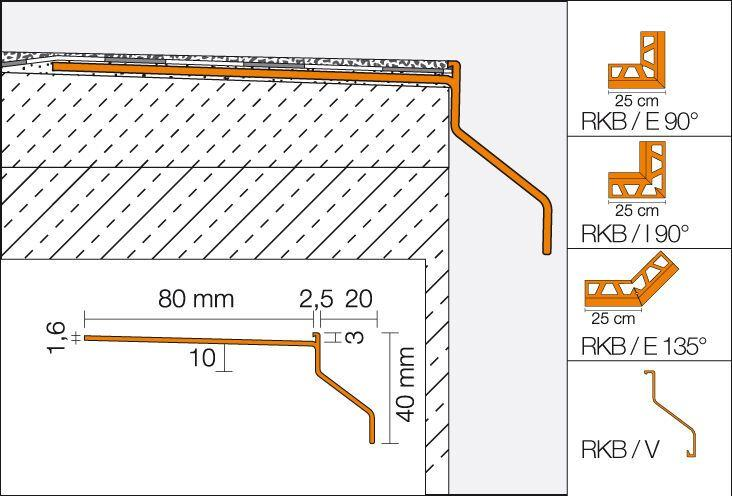 80 mm
2,5
20
1,6
3
10
40 mm
25 cm
RKB / E 90°
25 cm
RKB / I 90°
25 cm
RKB / E 135°
RKB / V